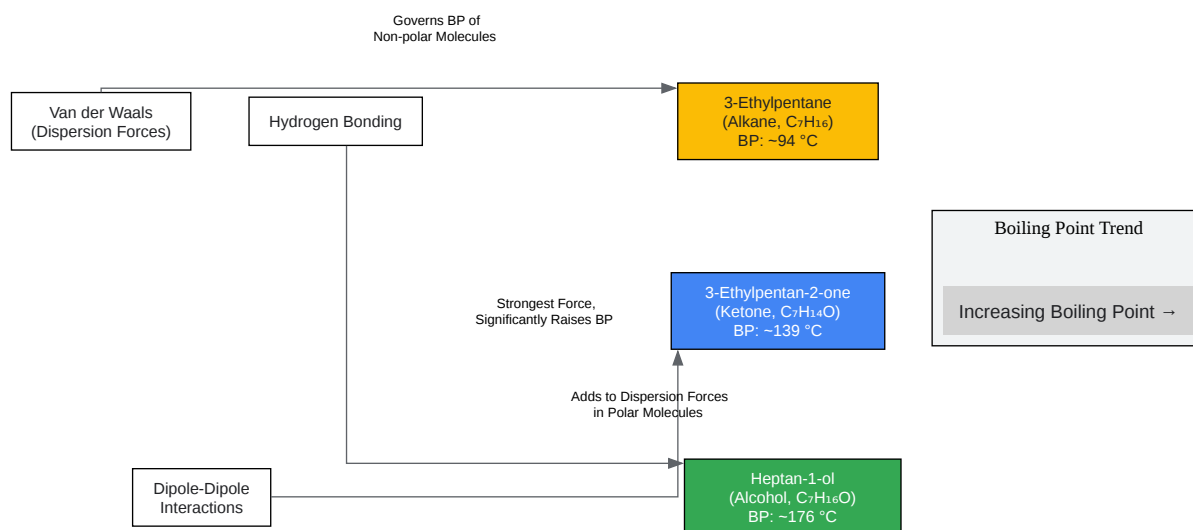 Governs BP of
Non-polar Molecules
Van der Waals
(Dispersion Forces)
Hydrogen Bonding
3-Ethylpentane
(Alkane, C₇H₁₆)
BP: ~94 °C
Boiling Point Trend
Increasing Boiling Point →
Strongest Force,
Significantly Raises BP
3-Ethylpentan-2-one
(Ketone, C₇H₁₄O)
BP: ~139 °C
Adds to Dispersion Forces
in Polar Molecules
Dipole-Dipole
Interactions
Heptan-1-ol
(Alcohol, C₇H₁₆O)
BP: ~176 °C